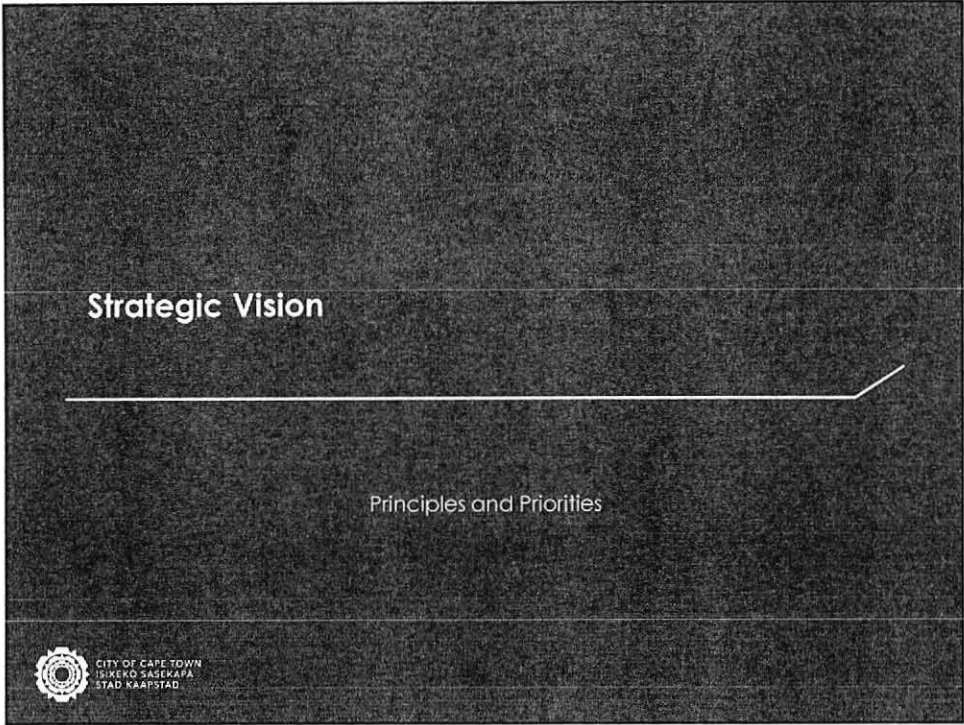 Strategic Vision
Principles and Priorities
CITY OF CAPE TOWN
ISIXEKO SASEKAPA
STAD KAAPSTAD